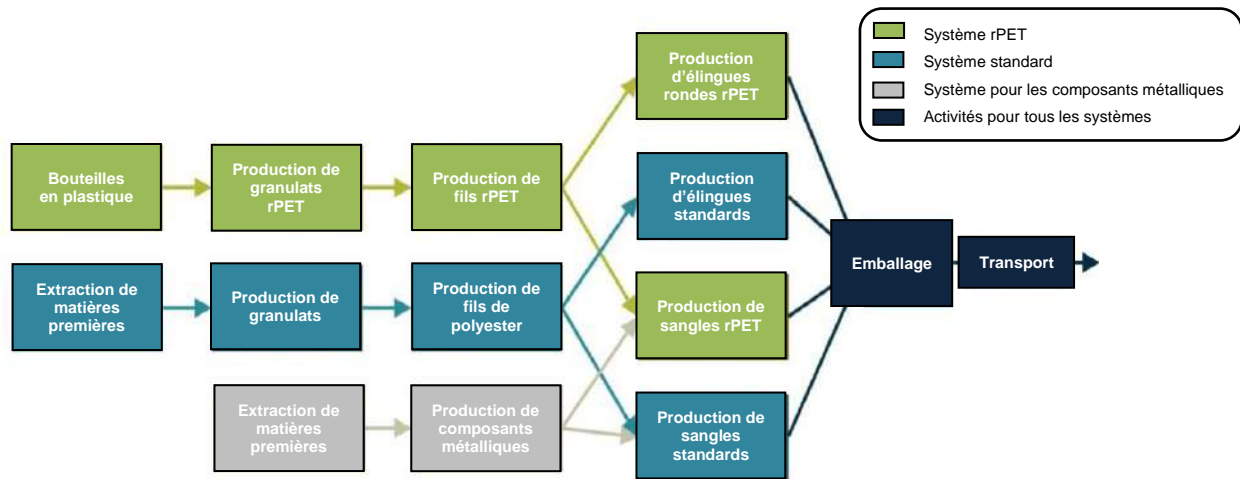 Système rPET
Système standard
Système pour les composants métalliques
Activités pour tous les systèmes
Production
d'élingues
rondes rPET
Bouteilles
en plastique
Production de
granulats
rPET
Production de
fils rPET
Production
d'élingues
standards
Emballage
Transport
Extraction de
matières
premières
Production de
granulats
Production de
fils de
polyester
Production de
sangles rPET
Extraction de
matières
premières
Production de
composants
métalliques
Production de
sangles
standards